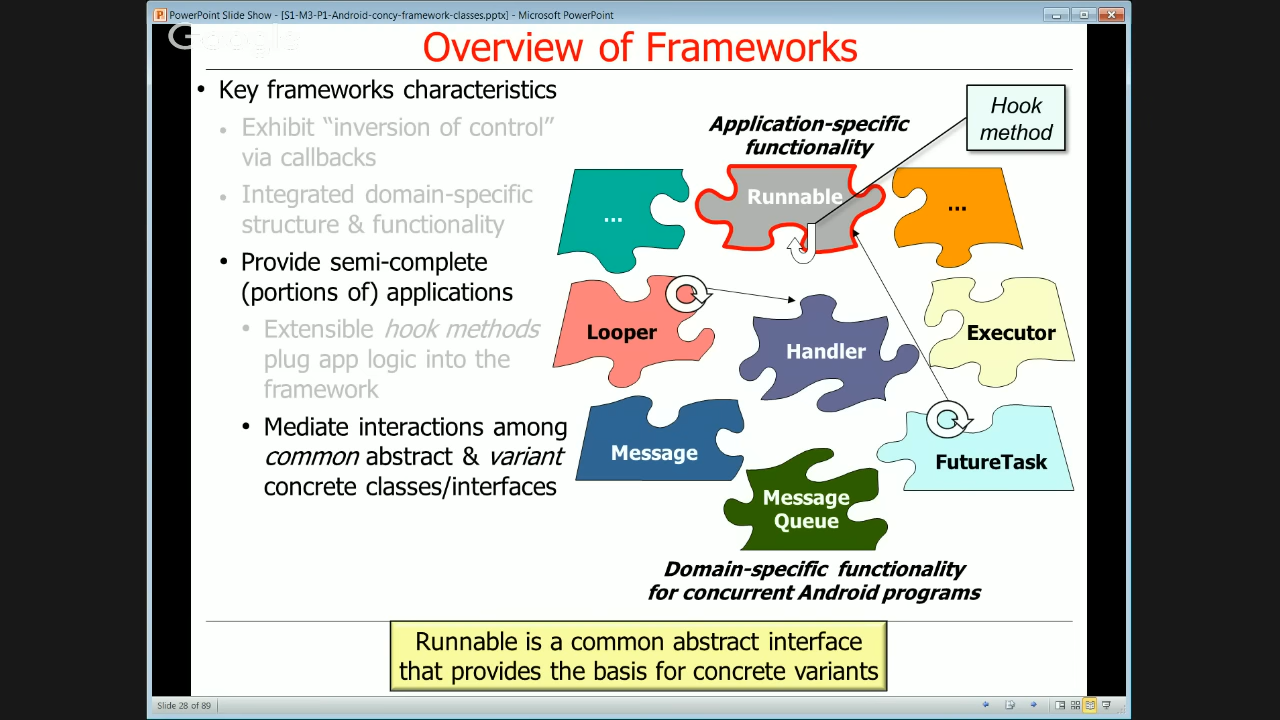 PowerPoint Slide Show - [S1-M3-P1-Android-concy-framework-classes.pptx] - Microsoft PowerPoint
Google
Overview of Frameworks
• Key frameworks characteristics
• Exhibit “inversion of control”
via callbacks
• Integrated domain-specific
structure & functionality
• Provide semi-complete
(portions of) applications
• Extensible hook methods
plug app logic into the
framework
• Mediate interactions among
common abstract & variant
concrete classes/interfaces
Hook
method
Application-specific
functionality
...
Runnable
...
Looper
Handler
Executor
Message
Message
Queue
FutureTask
Domain-specific functionality
for concurrent Android programs
Runnable is a common abstract interface
that provides the basis for concrete variants
Slide 28 of 89